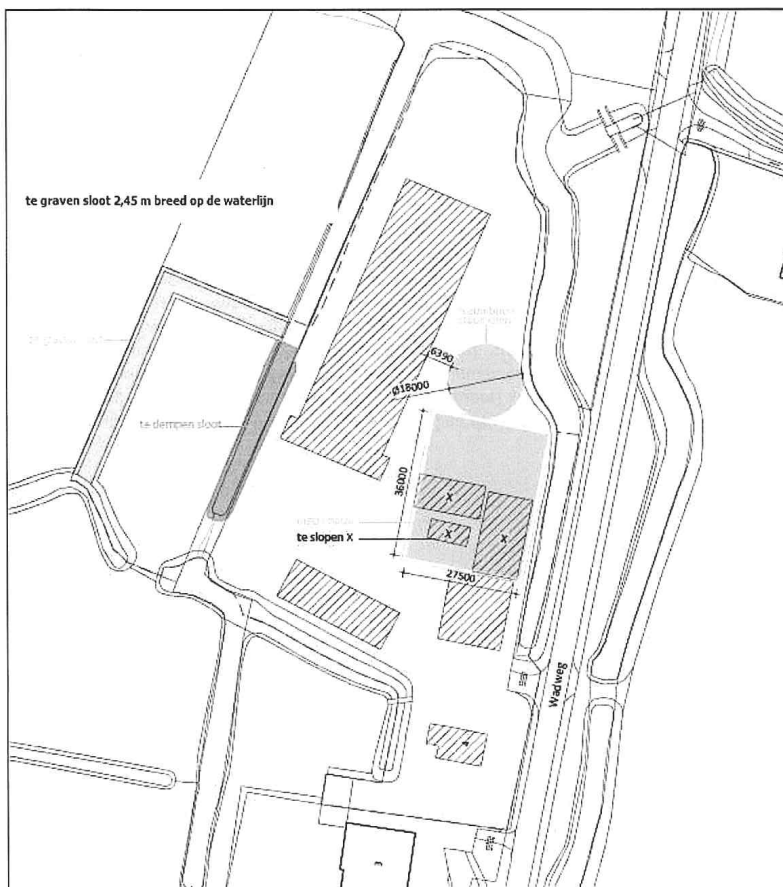 te graven sloot 2,45 m breed op de waterlijn
6390
Ø18000
te dempen sloot
36000
te slopen X
X
X
X
27500
Wadweg